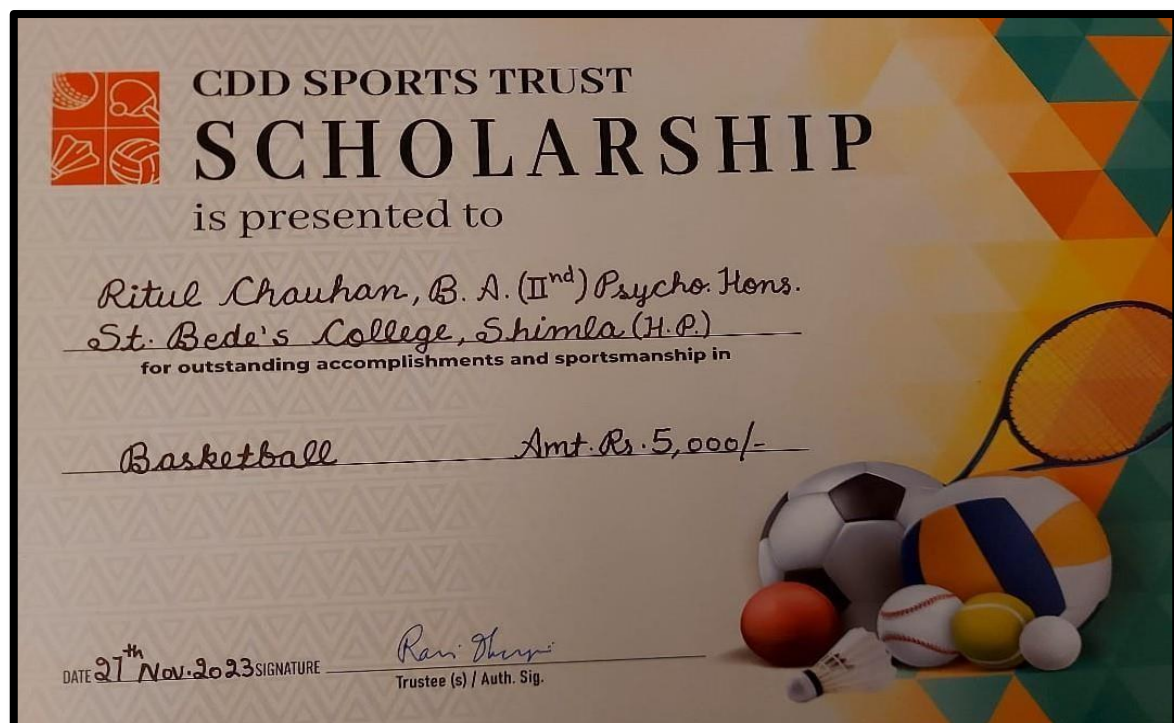 CDD SPORTS TRUST
SCHOLARSHIP
is presented to
Ritul Chauhan, B. A. (IInd) Psycho. Hons.
St. Bede's College, Shimla (H.P.)
for outstanding accomplishments and sportsmanship in
Basketball Amt. Rs. 5,000/-
DATE 27th Nov. 2023 SIGNATURE Ravi
Trustee (s) / Auth. Sig.